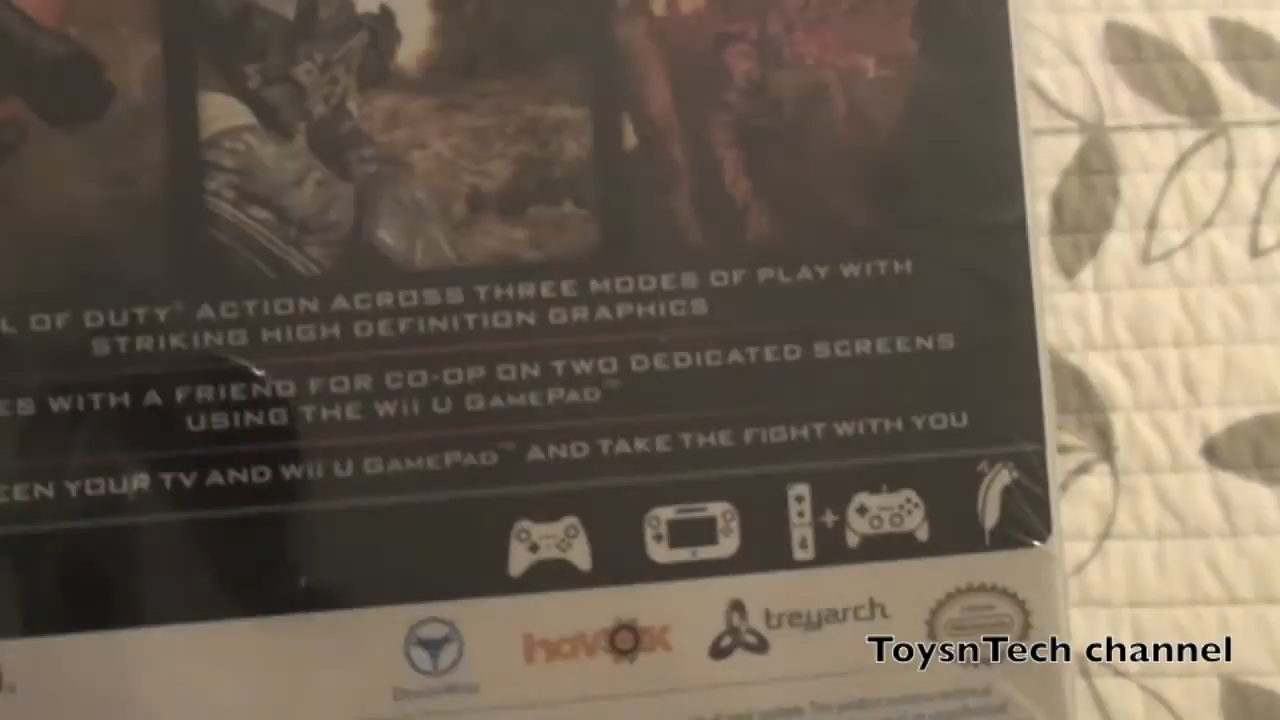 L OF DUTY® ACTION ACROSS THREE MODES OF PLAY WITH
STRIKING HIGH DEFINITION GRAPHICS
ES WITH A FRIEND FOR CO-OP ON TWO DEDICATED SCREENS
USING THE Wii U GAMEPAD™
EEN YOUR TV AND Wii U GAMEPAD™ AND TAKE THE FIGHT WITH YOU
4
havok
treyarch
ToysnTech channel